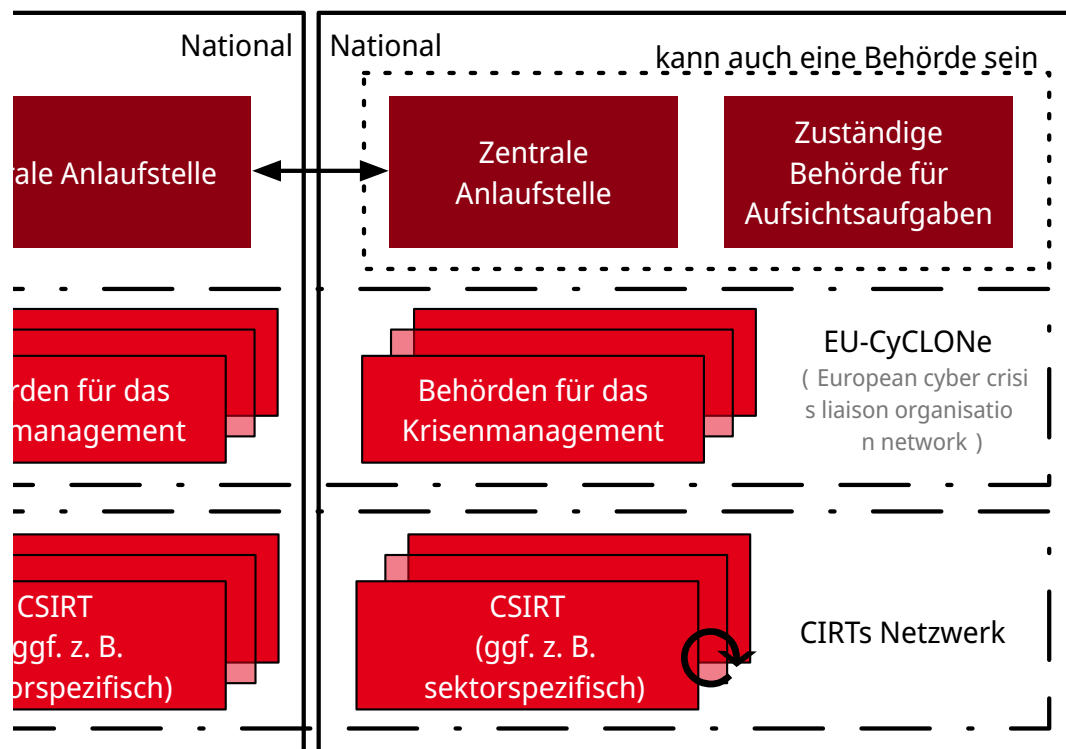 National
National
kann auch eine Behörde sein
rale Anlaufstelle
Zentrale
Anlaufstelle
Zuständige
Behörde für
Aufsichtsaufgaben
rden für das
management
Behörden für das
Krisenmanagement
EU-CyCLONe
( European cyber crisi
s liaison organisatio
n network )
CSIRT
ggf. z. B.
orspezifisch)
CSIRT
(ggf. z. B.
sektorspezifisch)
CIRTs Netzwerk